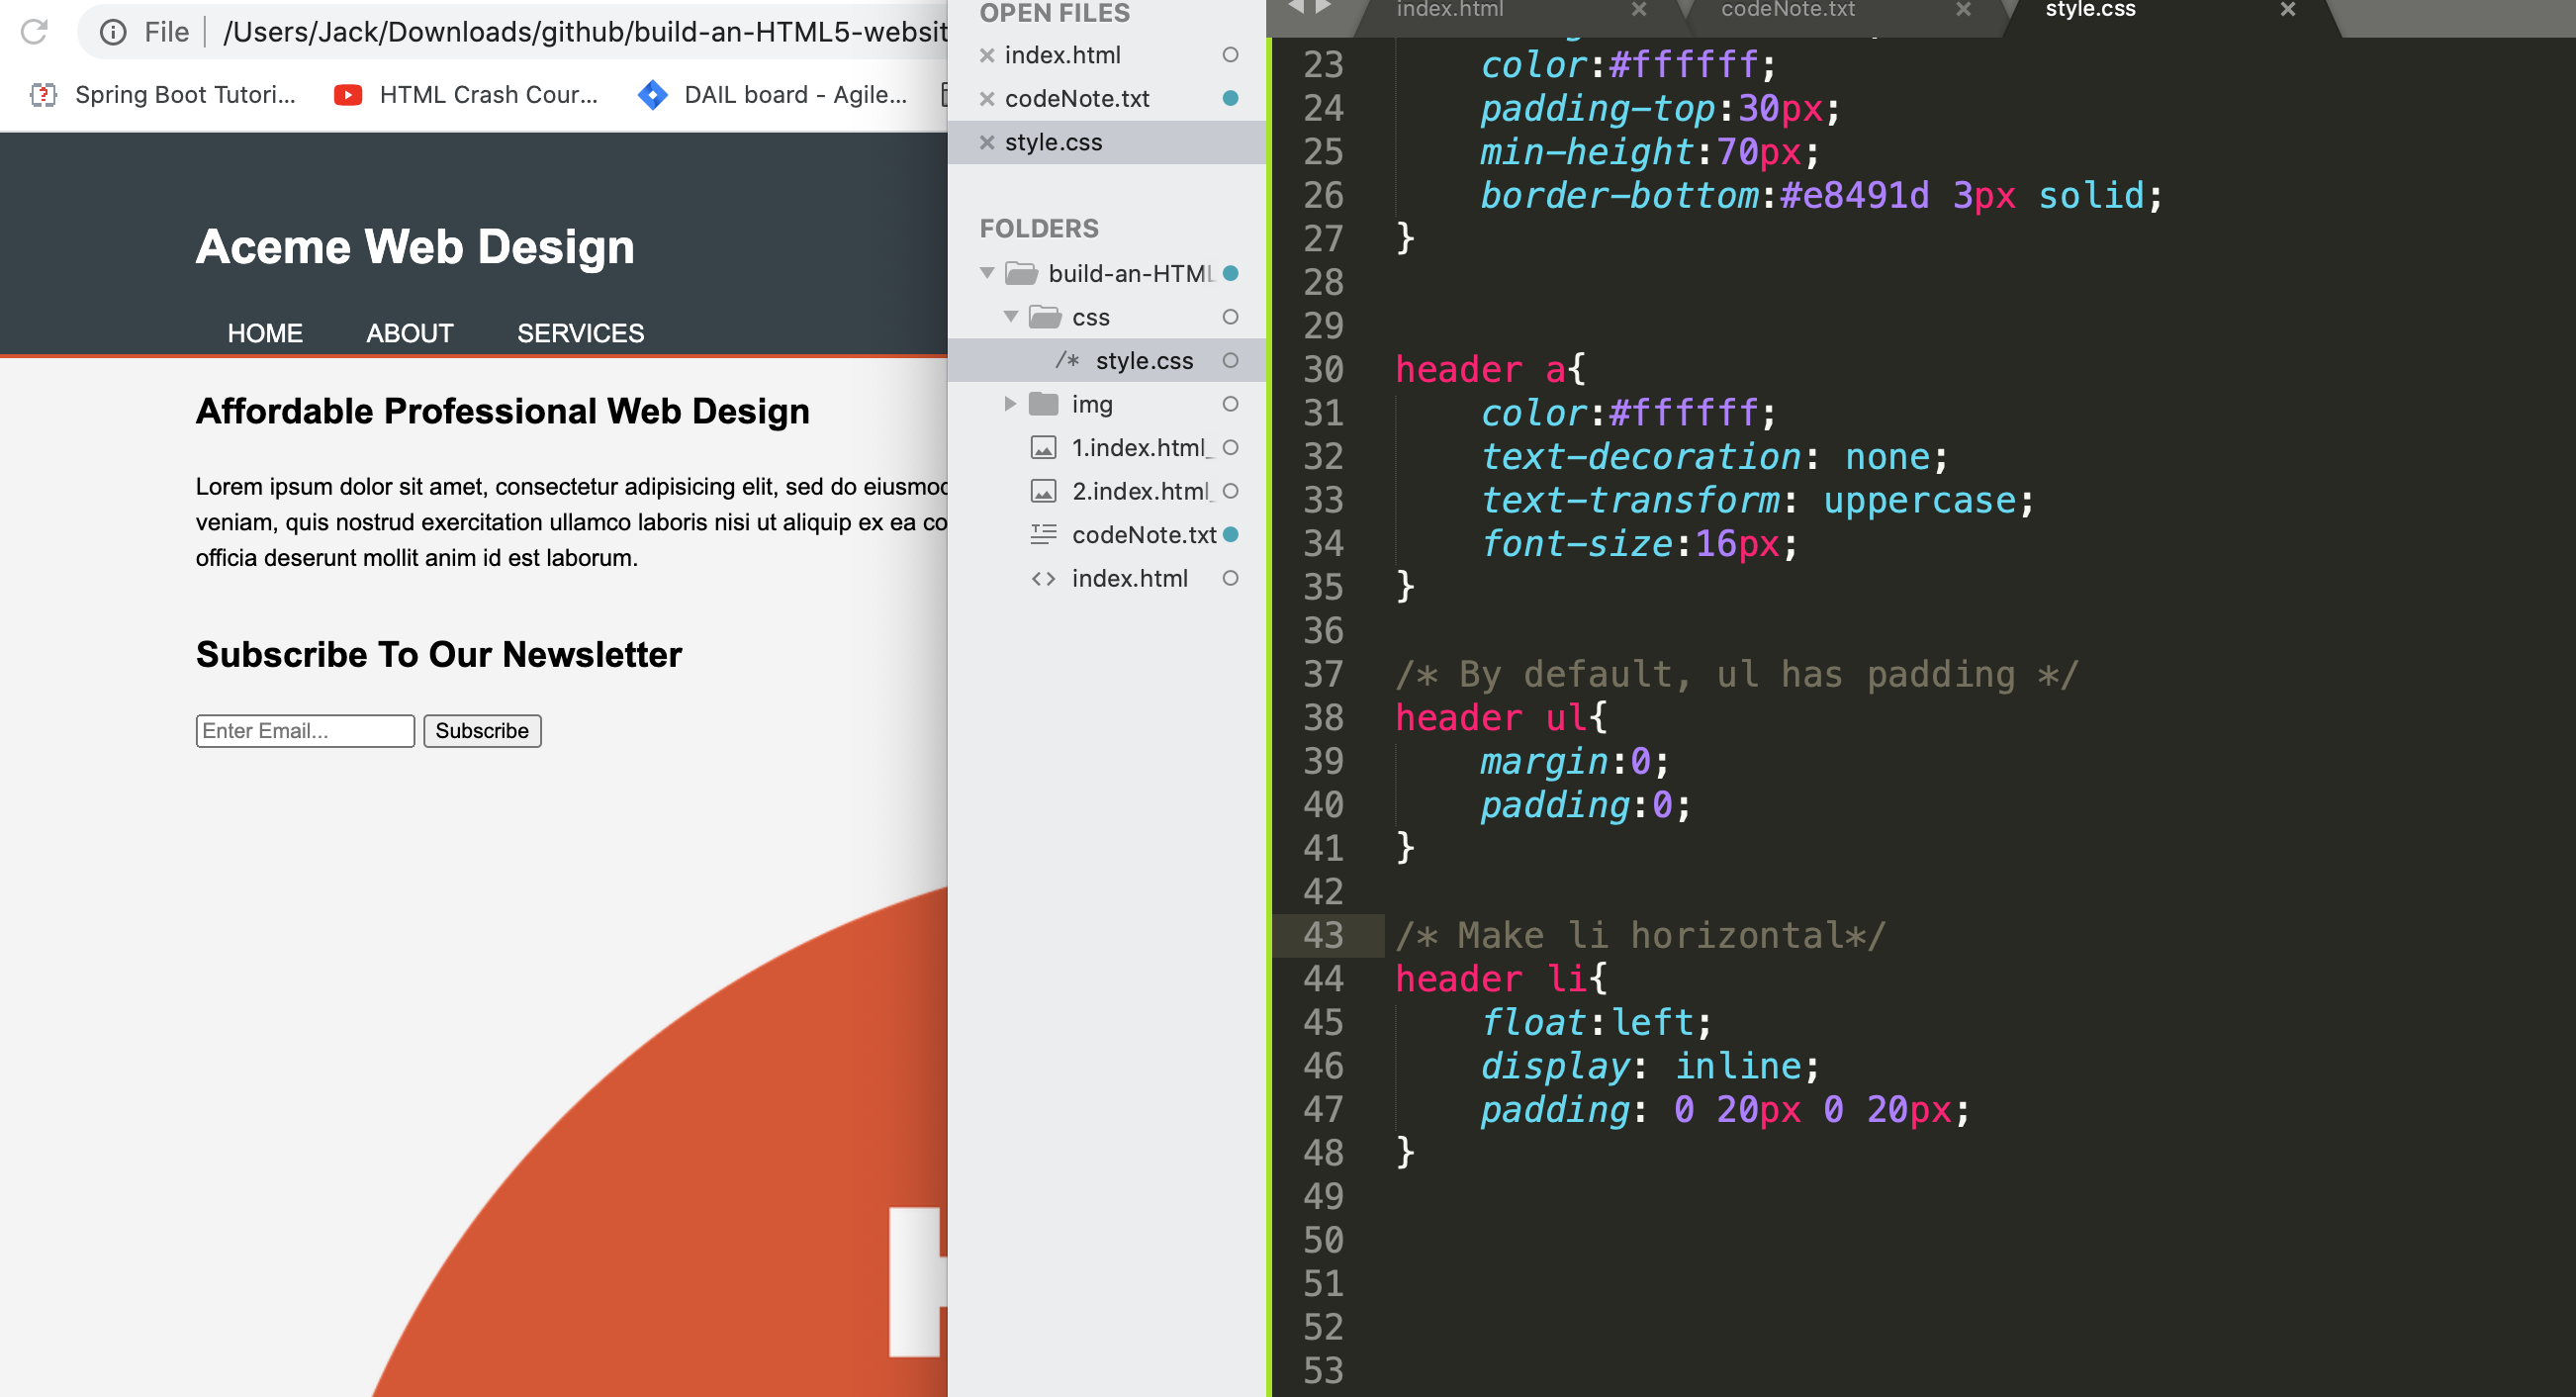 File /Users/Jack/Downloads/github/build-an-HTML5-websit
Spring Boot Tutori... HTML Crash Cour... DAIL board - Agile...
Aceme Web Design
HOME ABOUT SERVICES
Affordable Professional Web Design
Lorem ipsum dolor sit amet, consectetur adipisicing elit, sed do eiusmod
veniam, quis nostrud exercitation ullamco laboris nisi ut aliquip ex ea co
officia deserunt mollit anim id est laborum.
Subscribe To Our Newsletter
Enter Email... Subscribe
H
OPEN FILES
index.html
codeNote.txt
style.css
FOLDERS
build-an-HTML
css
/* style.css
img
1.index.html_
2.index.html_
codeNote.txt
<> index.html
index.html codeNote.txt style.css
23 color:#ffffff;
24 padding-top:30px;
25 min-height:70px;
26 border-bottom:#e8491d 3px solid;
27 }
28
29
30 header a{
31 color:#ffffff;
32 text-decoration: none;
33 text-transform: uppercase;
34 font-size:16px;
35 }
36
37 /* By default, ul has padding */
38 header ul{
39 margin:0;
40 padding:0;
41 }
42
43 /* Make li horizontal*/
44 header li{
45 float:left;
46 display: inline;
47 padding: 0 20px 0 20px;
48 }
49
50
51
52
53